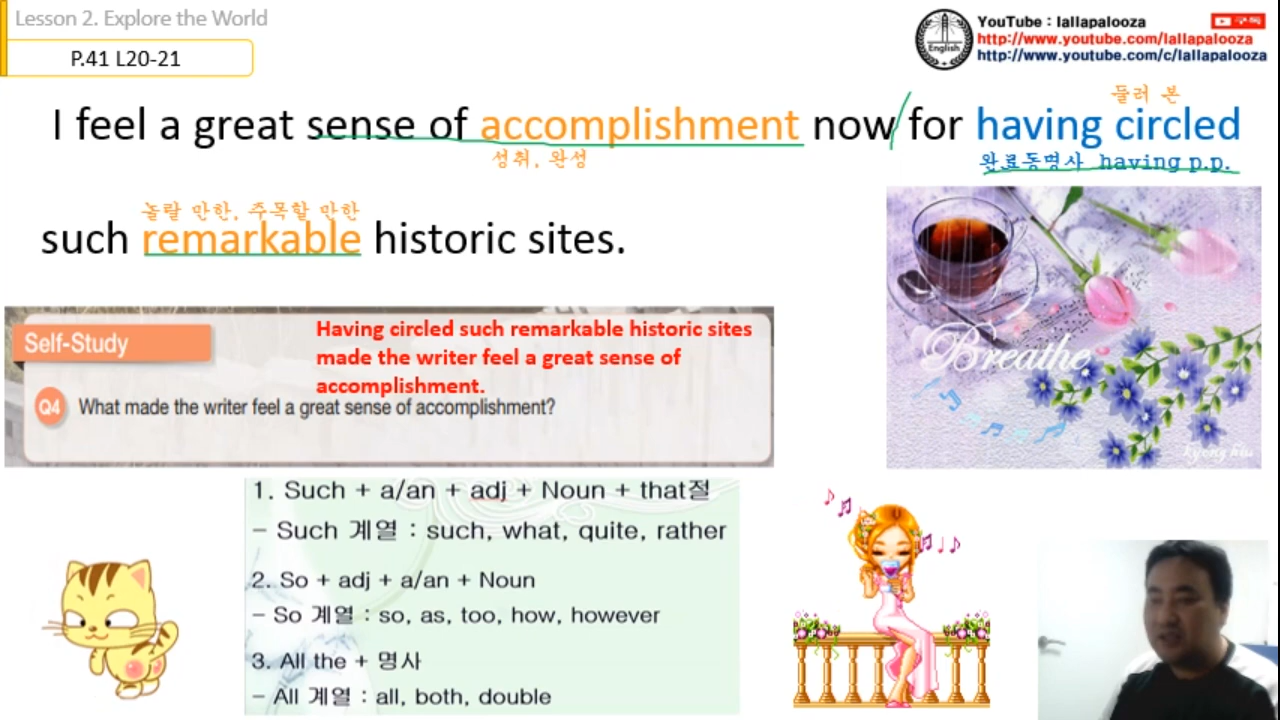 Lesson 2. Explore the World
P.41 L20-21
English
YouTube : lallapalooza
구독
http://www.youtube.com/lallapalooza
http://www.youtube.com/c/lallapalooza
둘러 본
I feel a great sense of accomplishment now for having circled
성취, 완성
완료동명사 having p.p.
놀랄 만한, 주목할 만한
such remarkable historic sites.
Self-Study
Having circled such remarkable historic sites
made the writer feel a great sense of
accomplishment.
Q4 What made the writer feel a great sense of accomplishment?
Breathe
1. Such + a/an + adj + Noun + that절
- Such 계열 : such, what, quite, rather
2. So + adj + a/an + Noun
- So 계열 : so, as, too, how, however
3. All the + 명사
- All 계열 : all, both, double